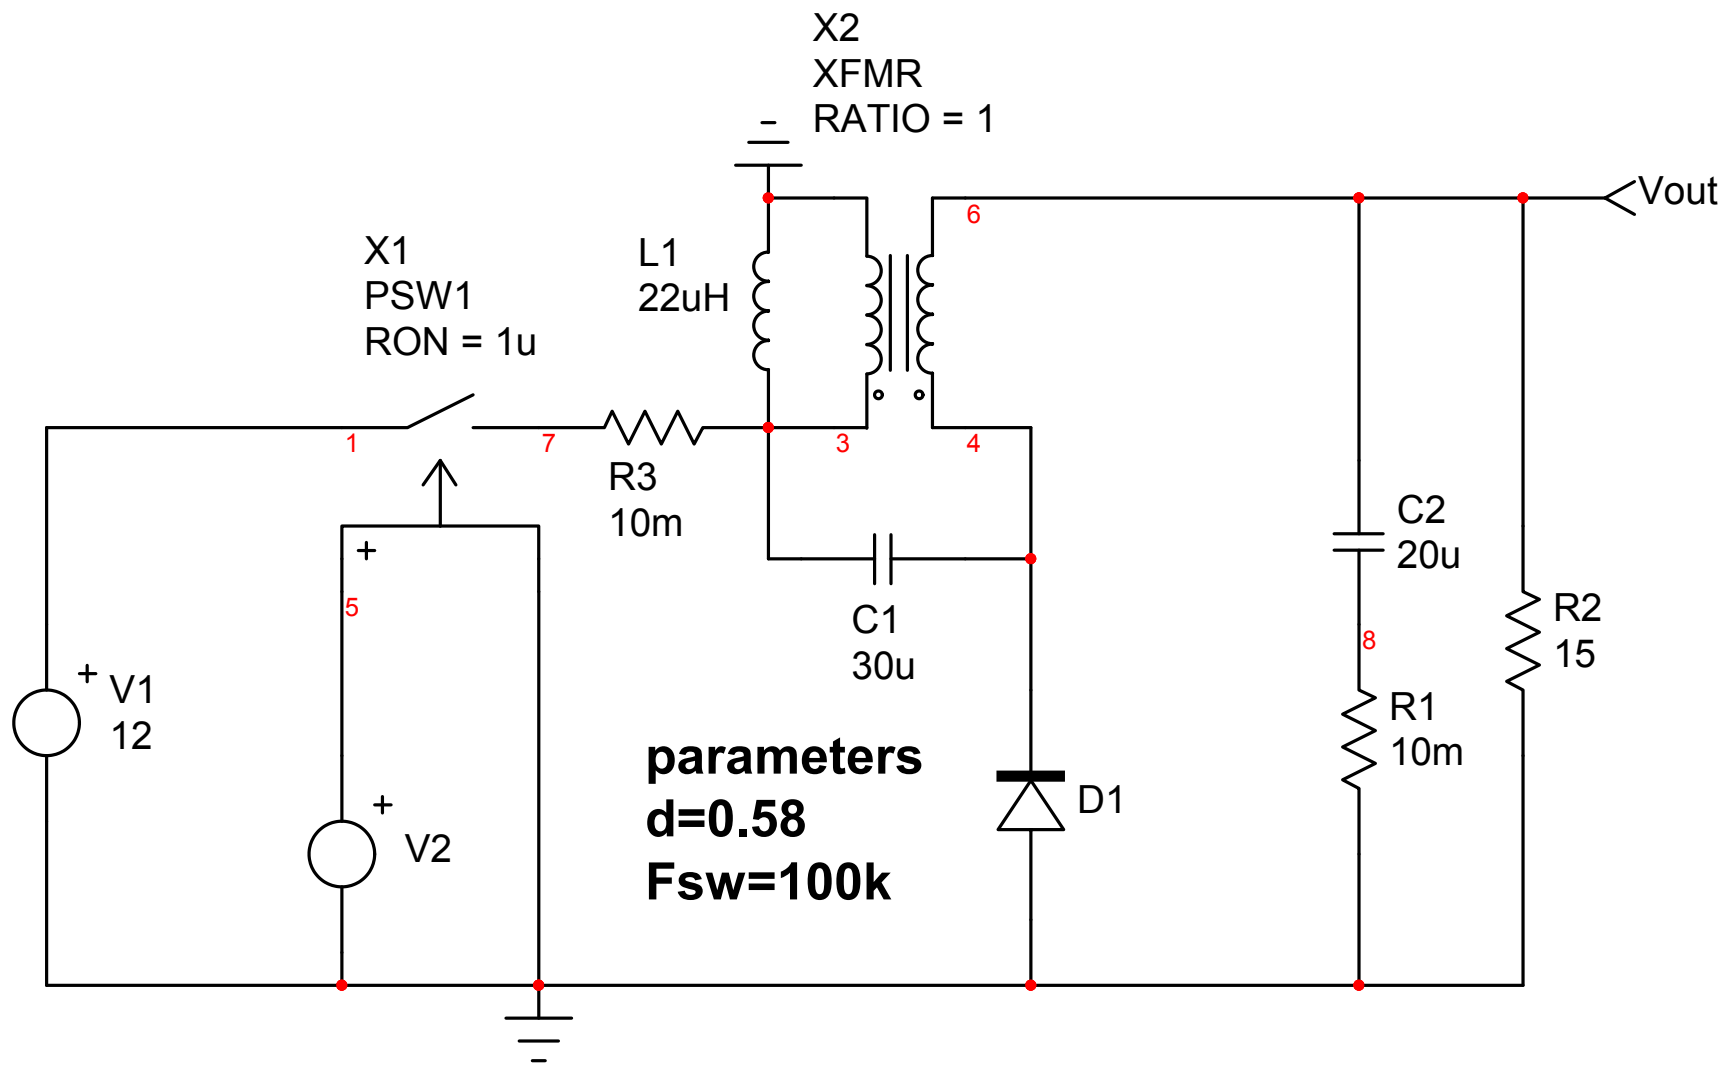 X2
XFMR
RATIO = 1
6
Vout
X1
PSW1
RON = 1u
L1
22uH
1
7
3
4
R3
10m
+
5
C1
30u
C2
20u
8
R2
15
+
V1
12
R1
10m
+
V2
parameters
d=0.58
Fsw=100k
D1